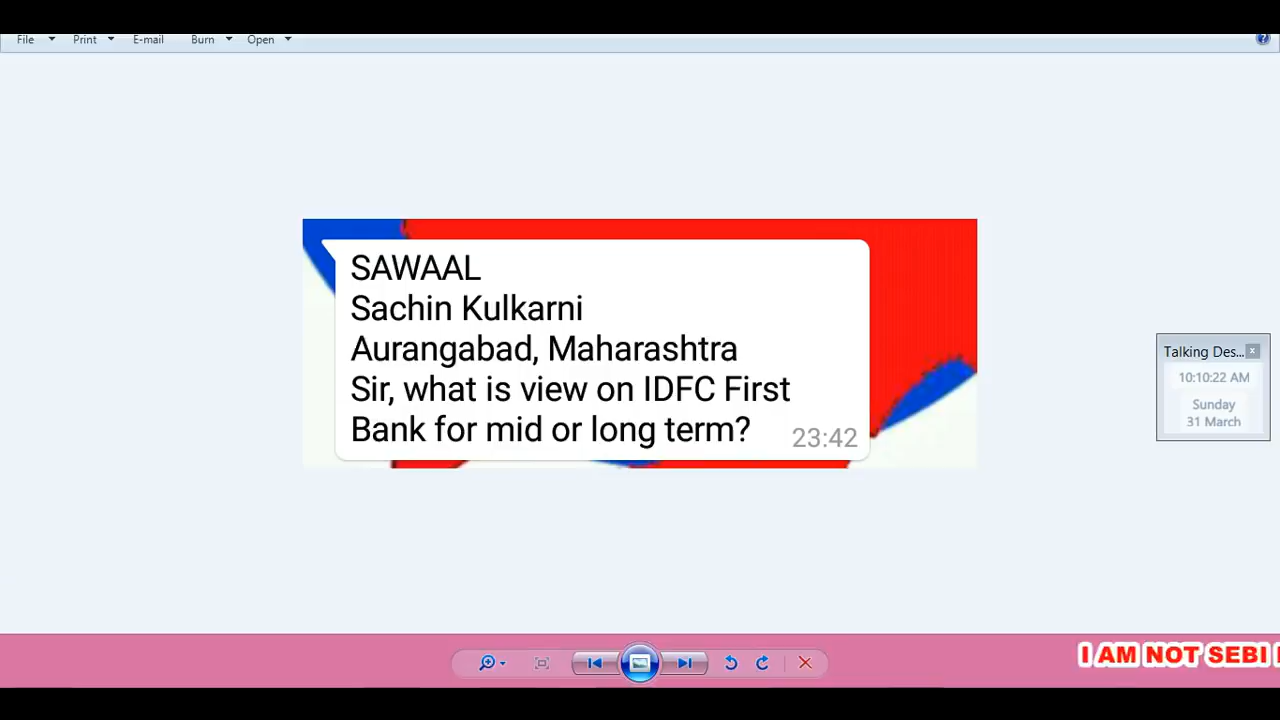 File Print E-mail Burn Open
SAWAAL
Sachin Kulkarni
Aurangabad, Maharashtra
Sir, what is view on IDFC First
Bank for mid or long term?
23:42
Talking Des... x
10:10:22 AM
Sunday
31 March
I AM NOT SEBI